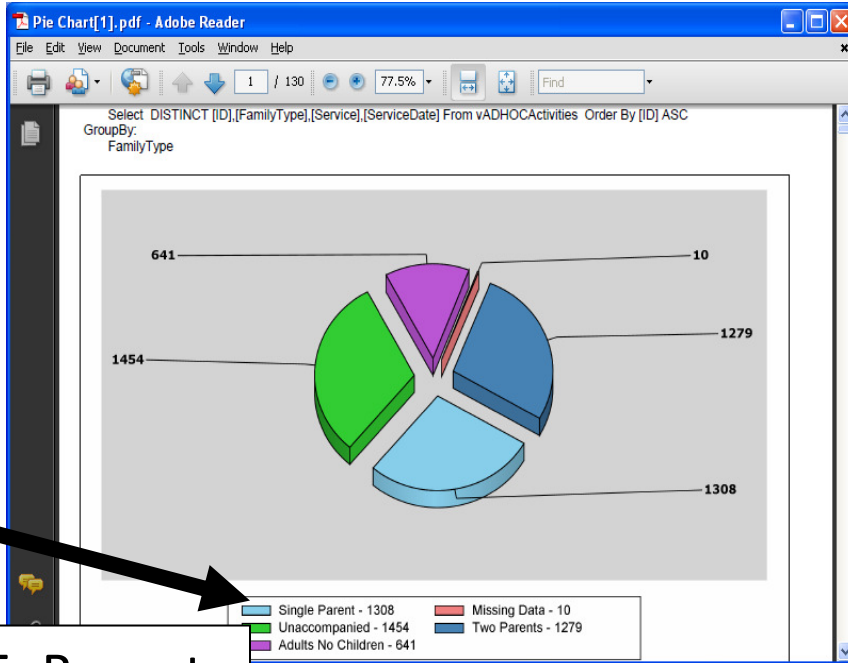 Pie Chart[1].pdf - Adobe Reader
File Edit View Document Tools Window Help
1 / 130 77.5% Find
Select DISTINCT [ID],[FamilyType],[Service],[ServiceDate] From vADHOCActivities Order By [ID] ASC
GroupBy:
FamilyType
641
10
1279
1454
1308
Single Parent - 1308 Missing Data - 10
Unaccompanied - 1454 Two Parents - 1279
Adults No Children - 641